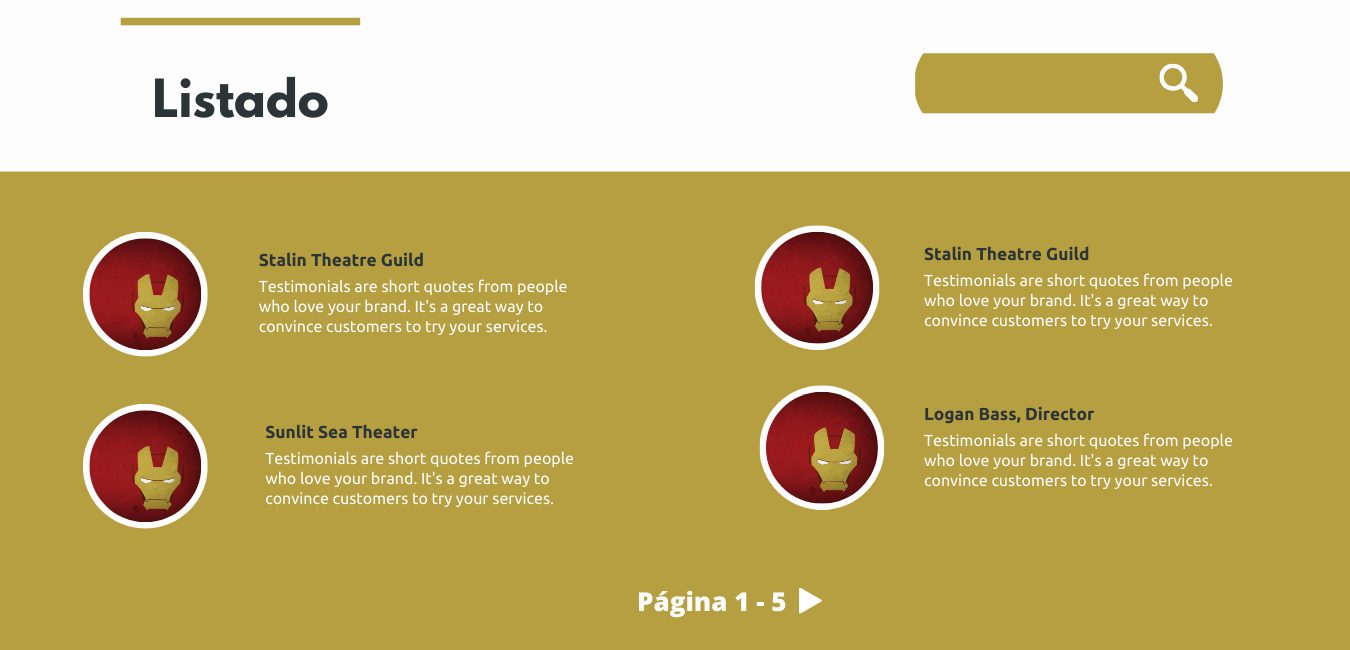 Listado
Stalin Theatre Guild
Testimonials are short quotes from people
who love your brand. It's a great way to
convince customers to try your services.
Stalin Theatre Guild
Testimonials are short quotes from people
who love your brand. It's a great way to
convince customers to try your services.
Sunlit Sea Theater
Testimonials are short quotes from people
who love your brand. It's a great way to
convince customers to try your services.
Logan Bass, Director
Testimonials are short quotes from people
who love your brand. It's a great way to
convince customers to try your services.
Página 1 - 5